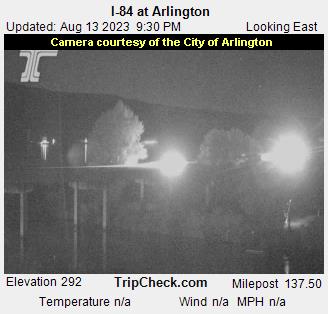 I-84 at Arlington
Updated: Aug 13 2023 9:30 PM Looking East
Camera courtesy of the City of Arlington
Elevation 292 TripCheck.com Milepost 137.50
Temperature n/a Wind n/a MPH n/a